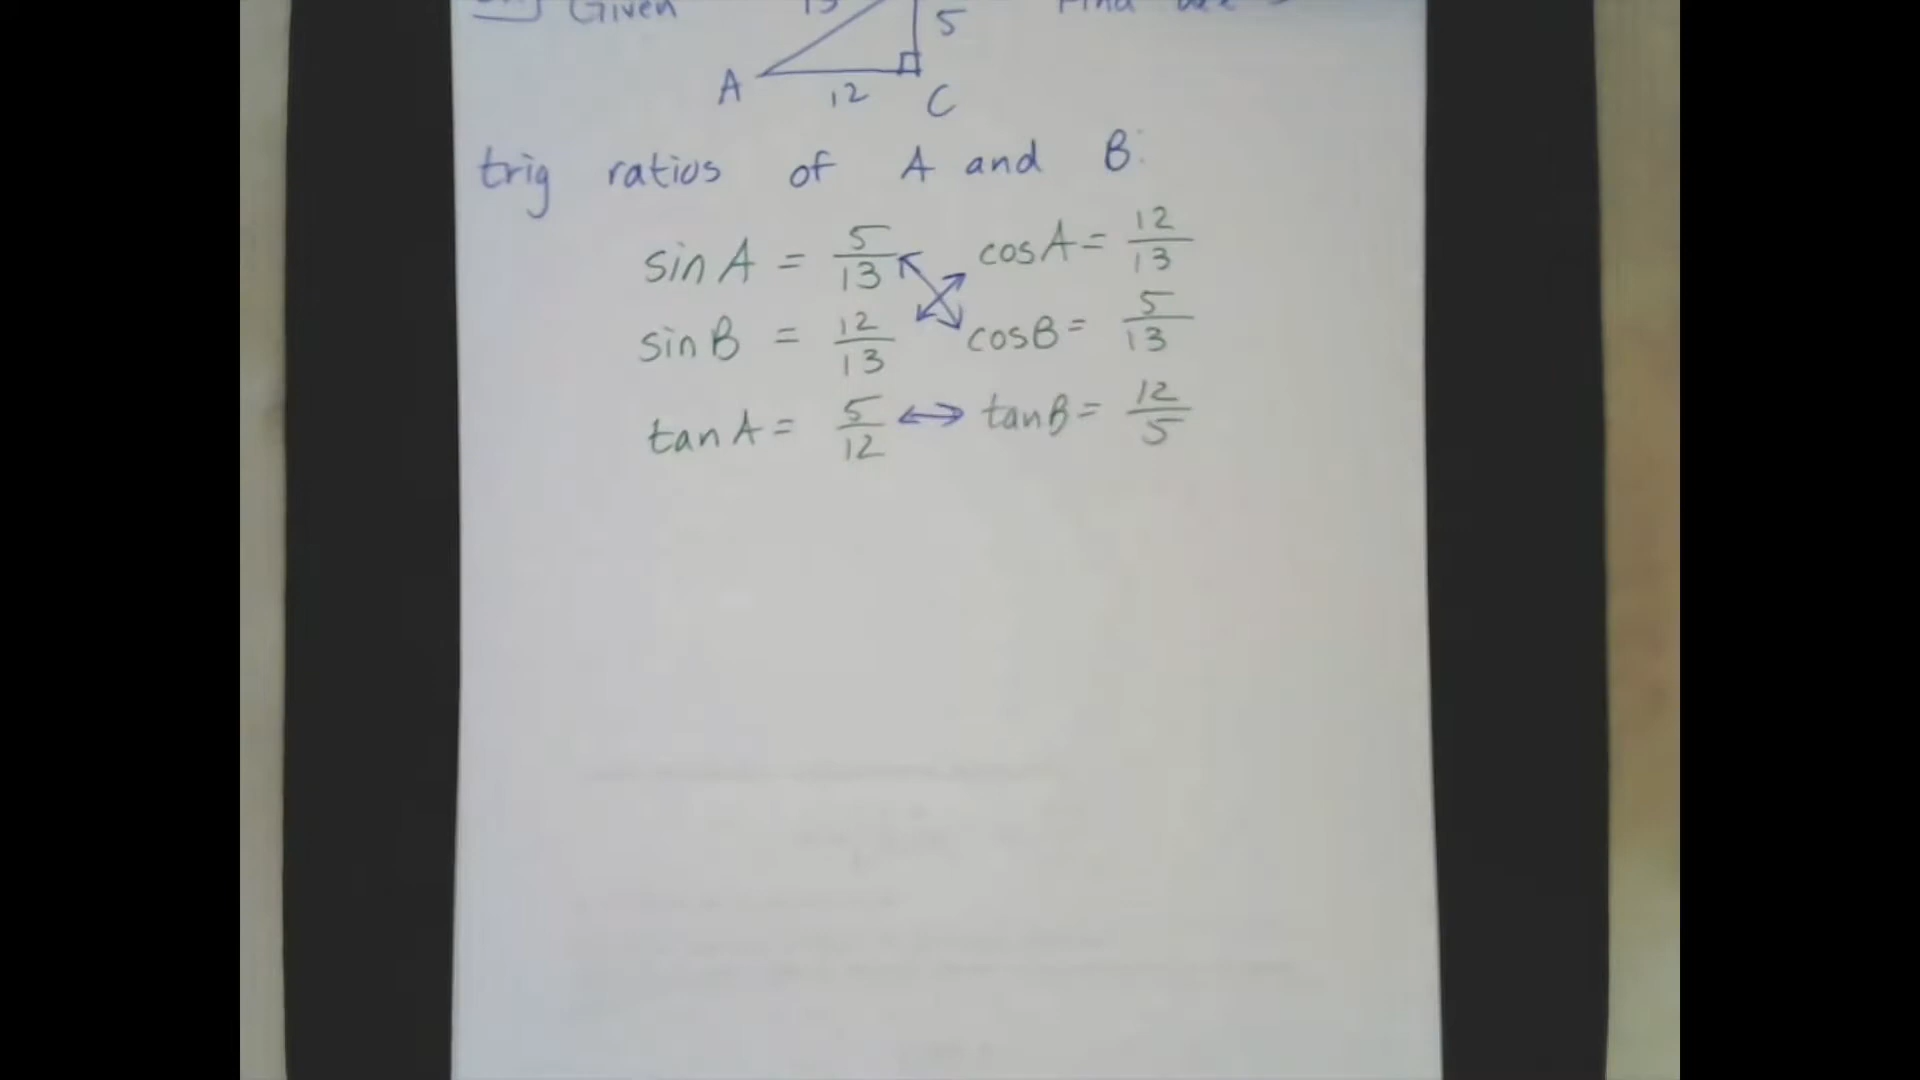 Given 13 5 Find
A 12 C
trig ratios of A and B:
sin A = 5/13 cos A = 12/13
sin B = 12/13 cos B = 5/13
tan A = 5/12 ↔ tan B = 12/5